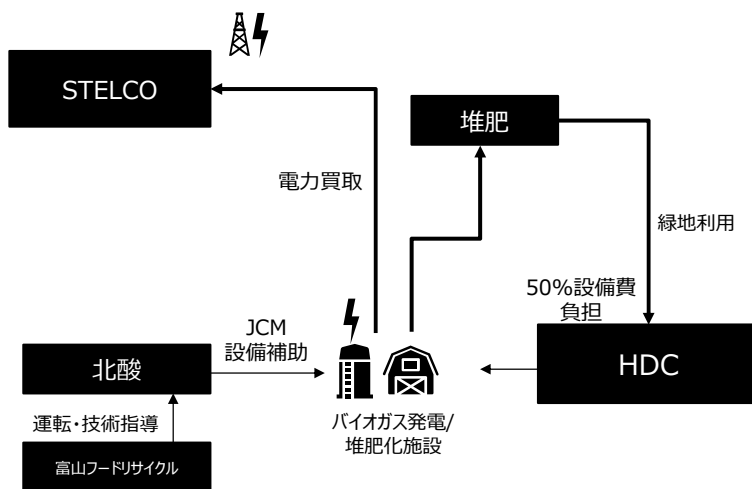 STELCO
堆肥
電力買取
緑地利用
50%設備費
負担
JCM
設備補助
北酸
HDC
運転・技術指導
バイオガス発電/
堆肥化施設
富山フードリサイクル